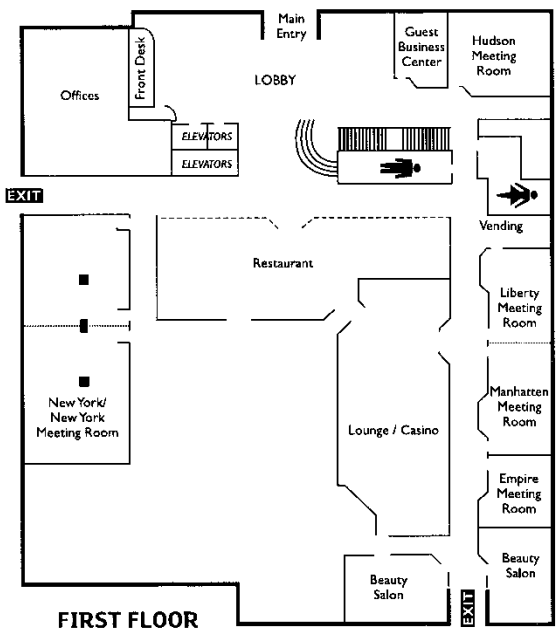 Main
Entry
Guest
Business
Center
Hudson
Meeting
Room
Front Desk
LOBBY
Offices
ELEVATORS
ELEVATORS
EXIT
Vending
Restaurant
Liberty
Meeting
Room
New York/
New York
Meeting Room
Manhatten
Meeting
Room
Lounge / Casino
Empire
Meeting
Room
Beauty
Salon
Beauty
Salon
EXIT
FIRST FLOOR